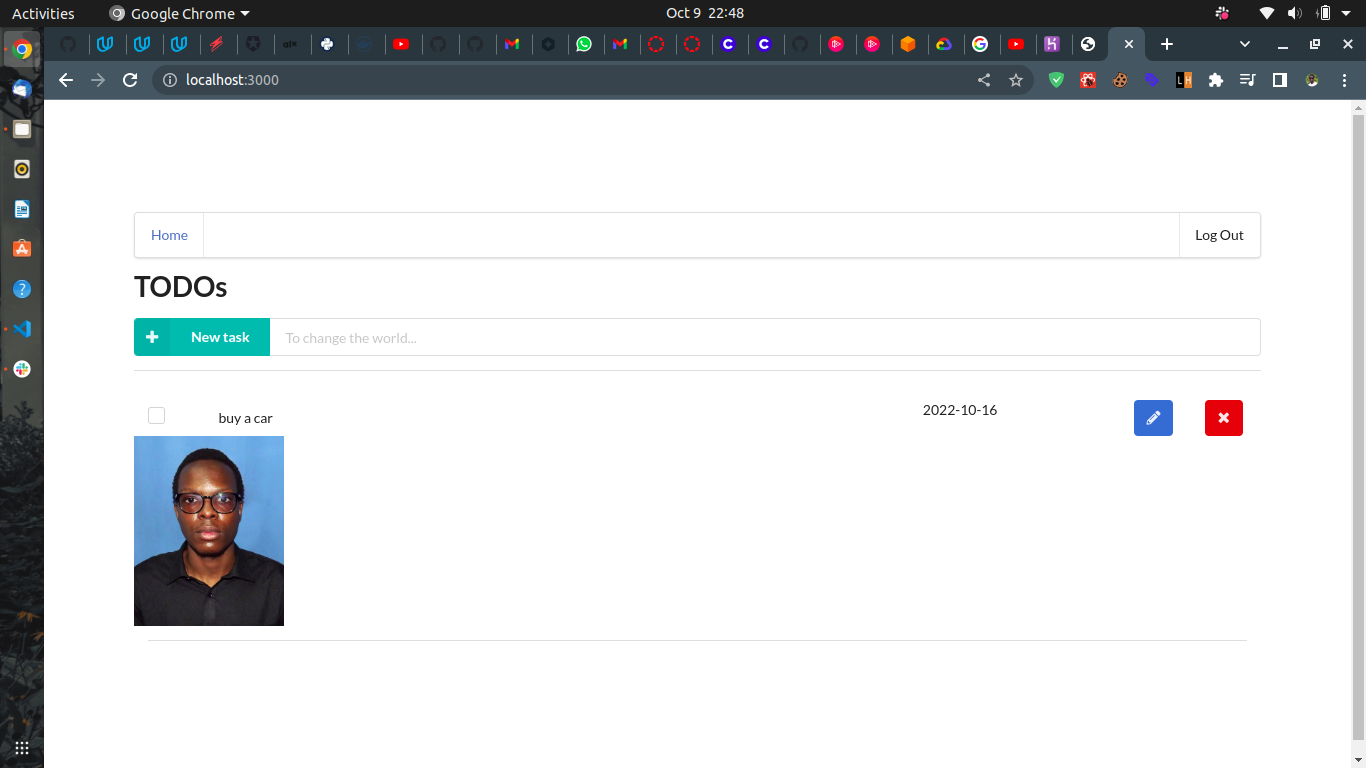 Activities Google Chrome Oct 9 22:48
localhost:3000
Home Log Out
TODOs
New task To change the world...
buy a car 2022-10-16